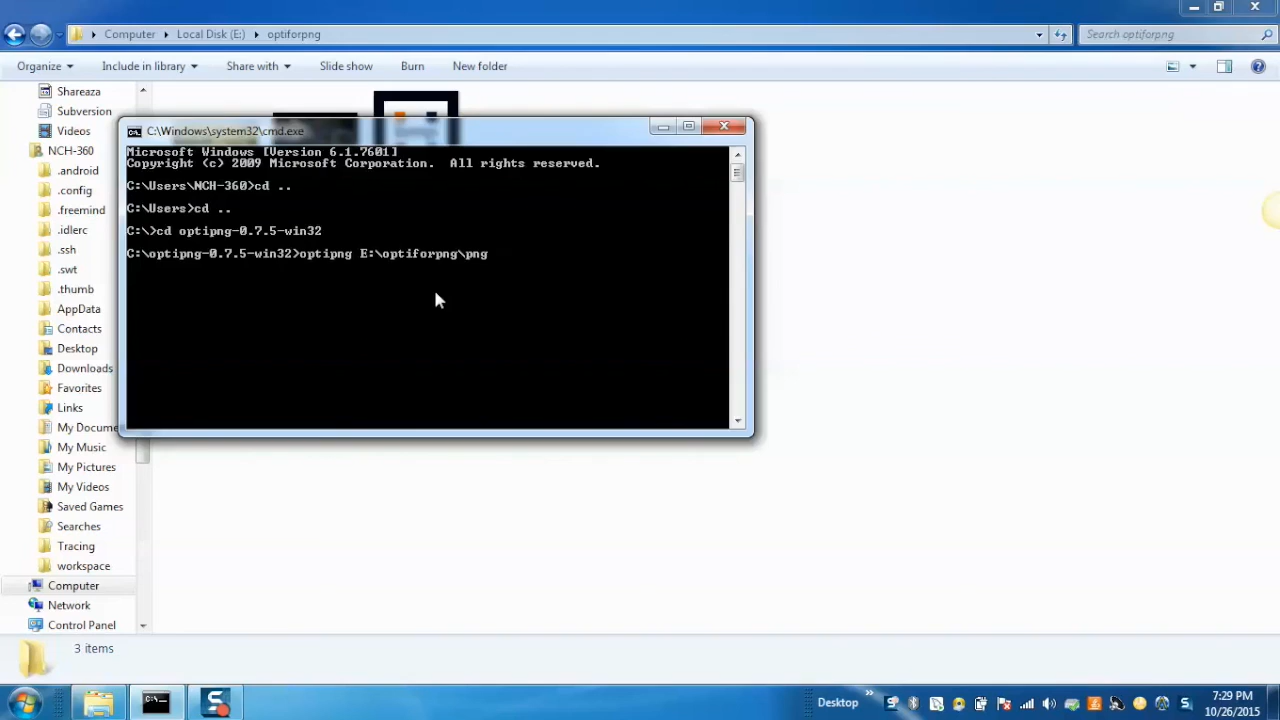 Computer
Local Disk (E:)
optiforpng
Search optiforpng
Organize
Include in library
Share with
Slide show
Burn
New folder
Shareaza
Subversion
Videos
NCH-360
.android
.config
.freemind
.idlerc
.ssh
.swt
.thumb
AppData
Contacts
Desktop
Downloads
Favorites
Links
My Docume
My Music
My Pictures
My Videos
Saved Games
Searches
Tracing
workspace
Computer
Network
Control Panel
C:\Windows\system32\cmd.exe
Microsoft Windows [Version 6.1.7601]
Copyright (c) 2009 Microsoft Corporation.  All rights reserved.
C:\Users\NCH-360>cd ..
C:\Users>cd ..
C:\>cd optipng-0.7.5-win32
C:\optipng-0.7.5-win32>optipng E:\optiforpng\png
3 items
Desktop
7:29 PM
10/26/2015